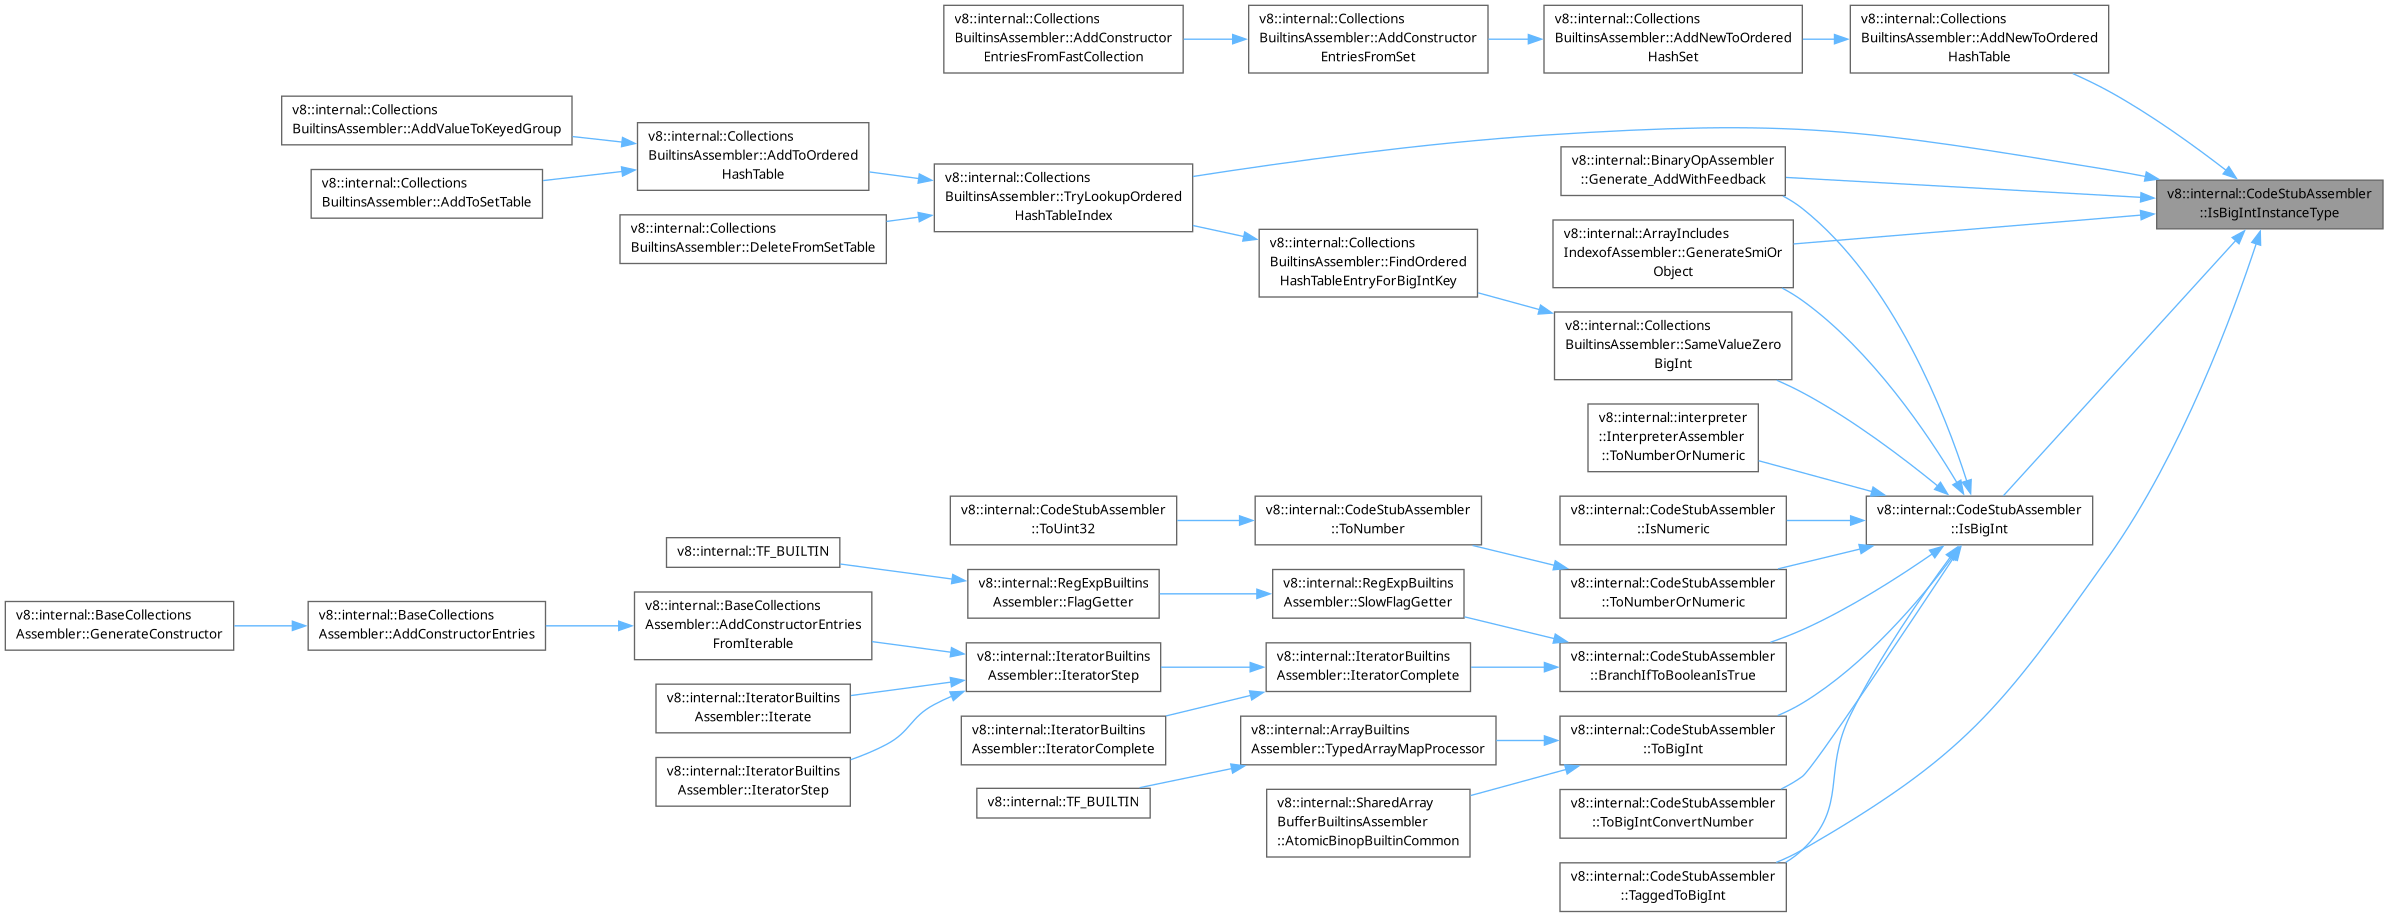 v8::internal::Collections
BuiltinsAssembler::AddConstructor
EntriesFromFastCollection
v8::internal::Collections
BuiltinsAssembler::AddConstructor
EntriesFromSet
v8::internal::Collections
BuiltinsAssembler::AddNewToOrdered
HashSet
v8::internal::Collections
BuiltinsAssembler::AddNewToOrdered
HashTable
v8::internal::Collections
BuiltinsAssembler::AddValueToKeyedGroup
v8::internal::Collections
BuiltinsAssembler::AddToOrdered
HashTable
v8::internal::Collections
BuiltinsAssembler::AddToSetTable
v8::internal::Collections
BuiltinsAssembler::TryLookupOrdered
HashTableIndex
v8::internal::Collections
BuiltinsAssembler::DeleteFromSetTable
v8::internal::BinaryOpAssembler
::Generate_AddWithFeedback
v8::internal::CodeStubAssembler
::IsBigIntInstanceType
v8::internal::ArrayIncludes
IndexofAssembler::GenerateSmiOr
Object
v8::internal::Collections
BuiltinsAssembler::FindOrdered
HashTableEntryForBigIntKey
v8::internal::Collections
BuiltinsAssembler::SameValueZero
BigInt
v8::internal::interpreter
::InterpreterAssembler
::ToNumberOrNumeric
v8::internal::CodeStubAssembler
::ToUint32
v8::internal::CodeStubAssembler
::ToNumber
v8::internal::CodeStubAssembler
::IsNumeric
v8::internal::CodeStubAssembler
::IsBigInt
v8::internal::TF_BUILTIN
v8::internal::RegExpBuiltins
Assembler::FlagGetter
v8::internal::RegExpBuiltins
Assembler::SlowFlagGetter
v8::internal::CodeStubAssembler
::ToNumberOrNumeric
v8::internal::BaseCollections
Assembler::GenerateConstructor
v8::internal::BaseCollections
Assembler::AddConstructorEntries
v8::internal::BaseCollections
Assembler::AddConstructorEntries
FromIterable
v8::internal::IteratorBuiltins
Assembler::IteratorStep
v8::internal::IteratorBuiltins
Assembler::IteratorComplete
v8::internal::CodeStubAssembler
::BranchIfToBooleanIsTrue
v8::internal::IteratorBuiltins
Assembler::Iterate
v8::internal::IteratorBuiltins
Assembler::IteratorComplete
v8::internal::ArrayBuiltins
Assembler::TypedArrayMapProcessor
v8::internal::CodeStubAssembler
::ToBigInt
v8::internal::IteratorBuiltins
Assembler::IteratorStep
v8::internal::TF_BUILTIN
v8::internal::SharedArray
BufferBuiltinsAssembler
::AtomicBinopBuiltinCommon
v8::internal::CodeStubAssembler
::ToBigIntConvertNumber
v8::internal::CodeStubAssembler
::TaggedToBigInt